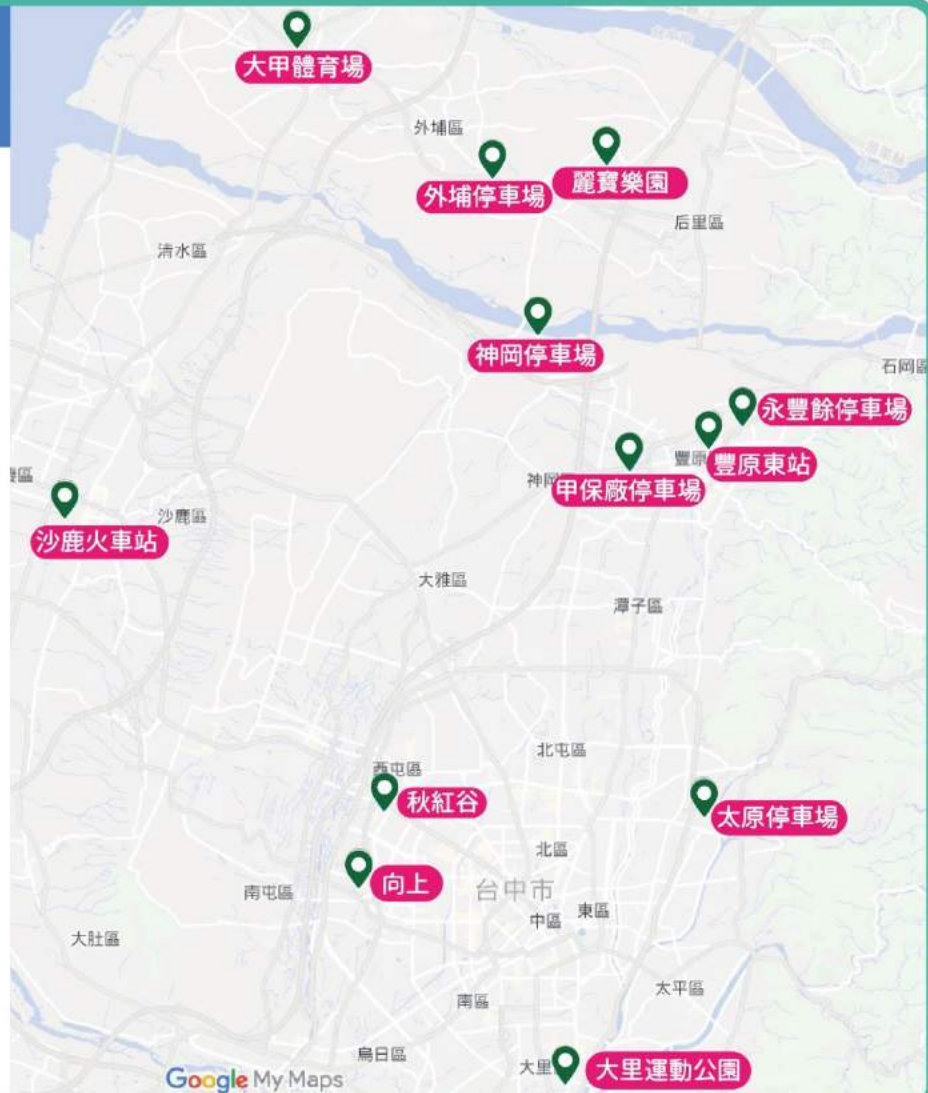 大甲體育場
外埔區
麗寶樂園
外埔停車場
后里區
清水區
神岡停車場
石岡區
永豐餘停車場
豐原
豐原東站
神岡
甲保廠停車場
沙鹿區
沙鹿火車站
大雅區
潭子區
北屯區
西屯區
秋紅谷
太原停車場
北區
向上
南屯區
台中市
東區
中區
大肚區
太平區
南區
烏日區
大里
大里運動公園
Google My Maps